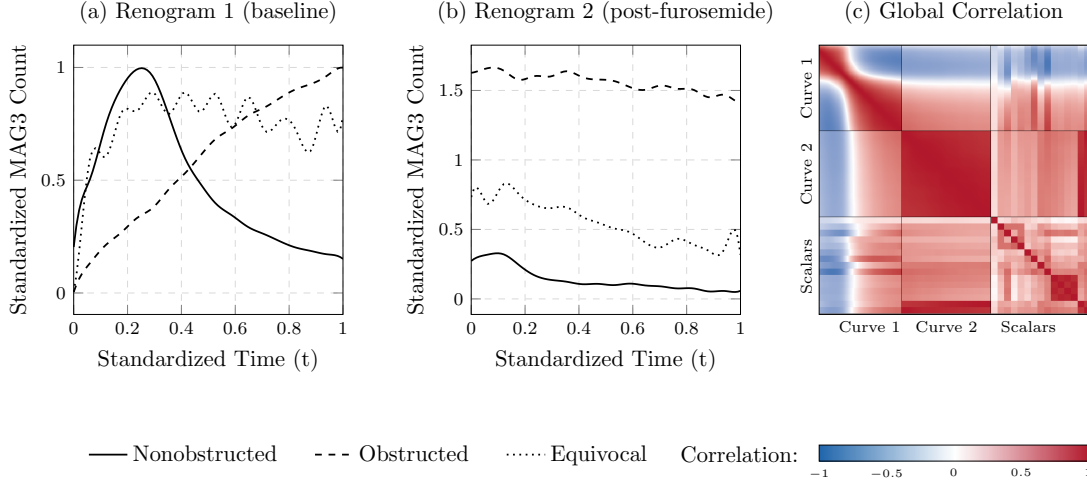 (a) Renogram 1 (baseline)
Standardized MAG3 Count
1
0.5
0
0
0.2
0.4
0.6
0.8
1
Standardized Time (t)
(b) Renogram 2 (post-furosemide)
Standardized MAG3 Count
1.5
1
0.5
0
0
0.2
0.4
0.6
0.8
1
Standardized Time (t)
(c) Global Correlation
Curve 1
Curve 2
Scalars
Curve 1
Curve 2
Scalars
Nonobstructed
Obstructed
Equivocal
Correlation:
−1
−0.5
0
0.5
1